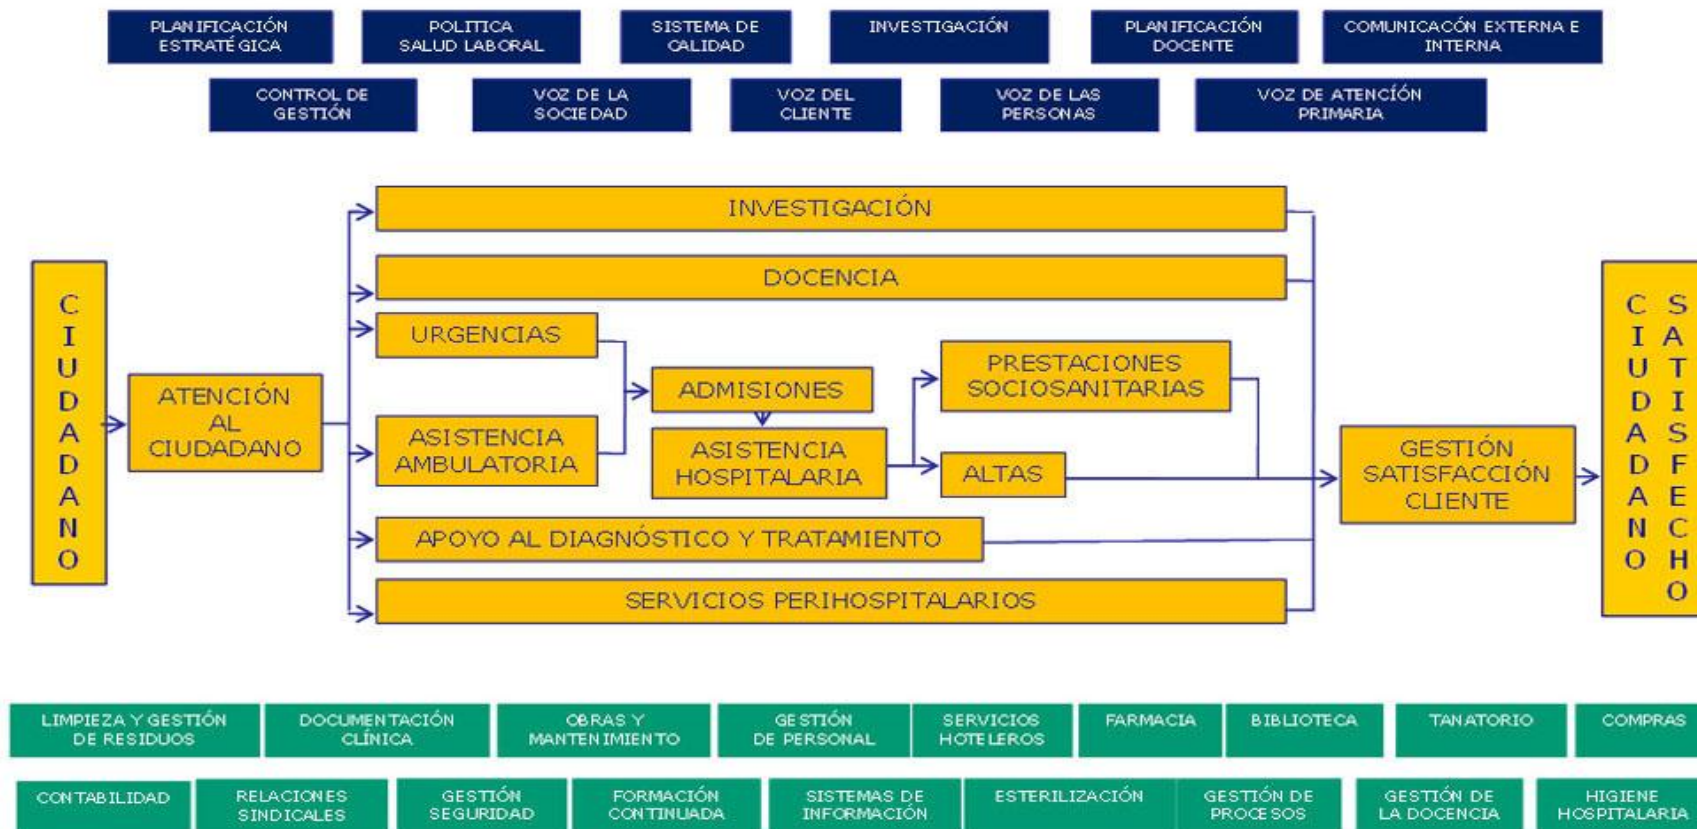 PLANIFICACIÓN
ESTRATÉGICA
POLITICA
SALUD LABORAL
SISTEMA DE
CALIDAD
INVESTIGACIÓN
PLANIFICACIÓN
DOCENTE
COMUNICACÓN EXTERNA E
INTERNA
CONTROL DE
GESTIÓN
VOZ DE LA
SOCIEDAD
VOZ DEL
CLIENTE
VOZ DE LAS
PERSONAS
VOZ DE ATENCÍÓN
PRIMARIA
CIUDADANO
ATENCIÓN
AL
CIUDADANO
INVESTIGACIÓN
DOCENCIA
URGENCIAS
ASISTENCIA
AMBULATORIA
ADMISIONES
ASISTENCIA
HOSPITALARIA
PRESTACIONES
SOCIOSANITARIAS
ALTAS
APOYO AL DIAGNÓSTICO Y TRATAMIENTO
SERVICIOS PERIHOSPITALARIOS
GESTIÓN
SATISFACCIÓN
CLIENTE
CIUDADANO
SATISFECHO
LIMPIEZA Y GESTIÓN
DE RESIDUOS
DOCUMENTACIÓN
CLÍNICA
OBRAS Y
MANTENIMIENTO
GESTIÓN
DE PERSONAL
SERVICIOS
HOTELEROS
FARMACIA
BIBLIOTECA
TANATORIO
COMPRAS
CONTABILIDAD
RELACIONES
SINDICALES
GESTIÓN
SEGURIDAD
FORMACIÓN
CONTINUADA
SISTEMAS DE
INFORMACIÓN
ESTERILIZACIÓN
GESTIÓN DE
PROCESOS
GESTIÓN DE
LA DOCENCIA
HIGIENE
HOSPITALARIA